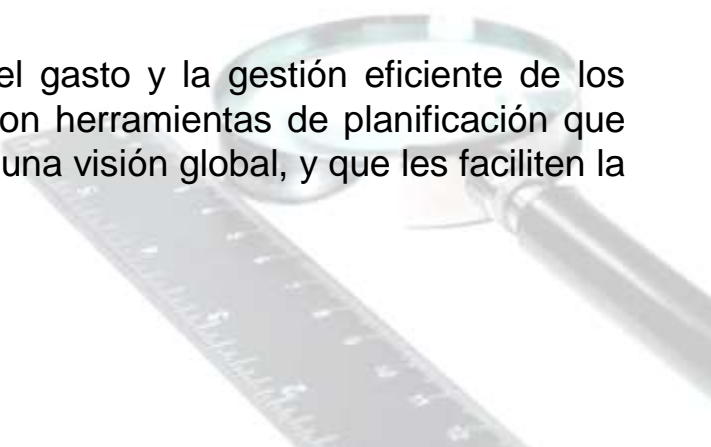 el gasto y la gestión eficiente de los
on herramientas de planificación que
una visión global, y que les faciliten la